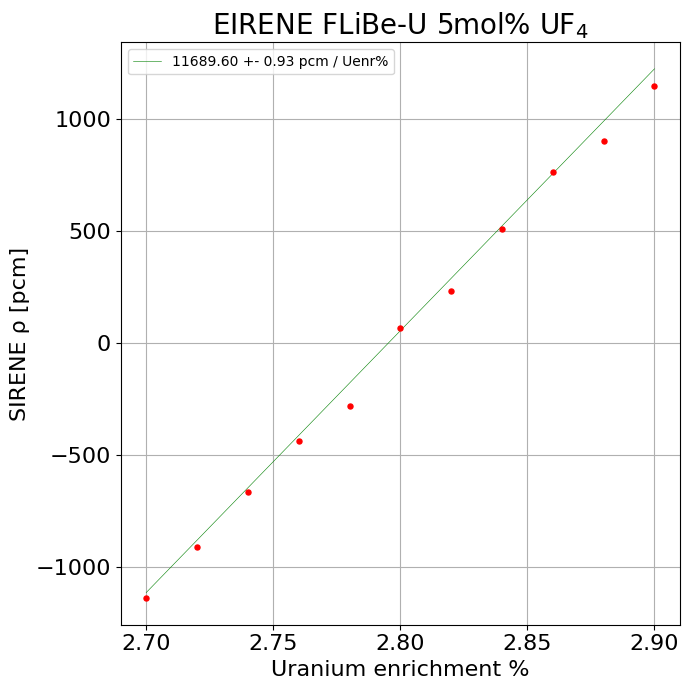 EIRENE FLiBe-U 5mol% UF₄
11689.60 +- 0.93 pcm / Uenr%
SIRENE ρ [pcm]
1000
500
0
−500
−1000
2.70 2.75 2.80 2.85 2.90
Uranium enrichment %